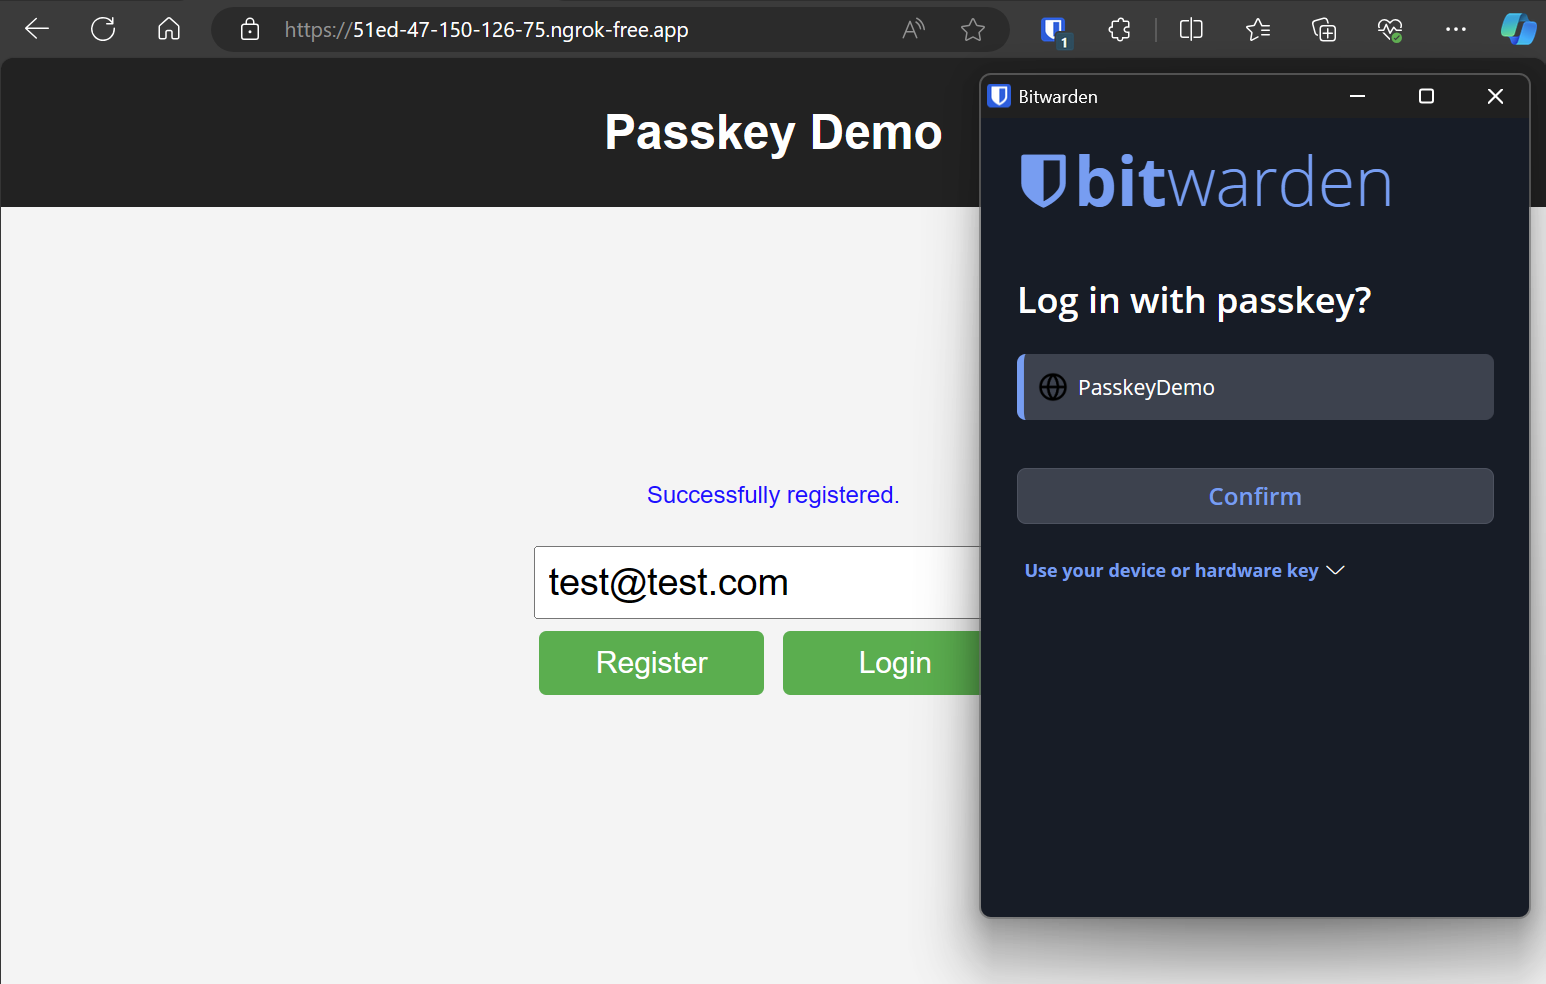 https://51ed-47-150-126-75.ngrok-free.app
A
1
Passkey Demo
Successfully registered.
test@test.com
Register
Login
Bitwarden
bitwarden
Log in with passkey?
PasskeyDemo
Confirm
Use your device or hardware key